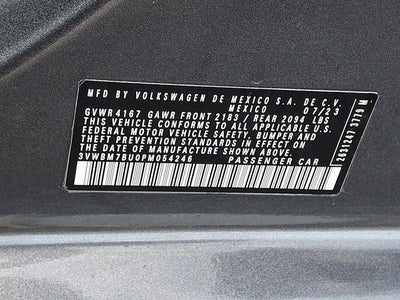 MFD BY VOLKSWAGEN DE MEXICO S.A. DE C.V.
MEXICO 07/23
GVWR 4167 GAWR FRONT 2183 / REAR 2094 LBS
THIS VEHICLE CONFORMS TO ALL APPLICABLE
FEDERAL MOTOR VEHICLE SAFETY, BUMPER AND
THEFT PREVENTION STANDARDS IN EFFECT ON
THE DATE OF MANUFACTURE SHOWN ABOVE.
3VWBM7BU0PM054246 PASSENGER CAR
2031247 3779 M